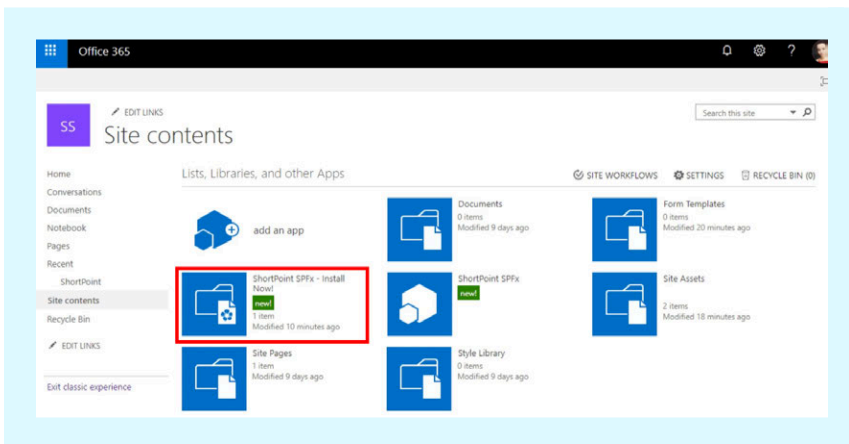 Office 365
?
EDIT LINKS
Search this site
SS
Site contents
Home
Conversations
Documents
Notebook
Pages
Recent
ShortPoint
Site contents
Recycle Bin
EDIT LINKS
Exit classic experience
Lists, Libraries, and other Apps
SITE WORKFLOWS
SETTINGS
RECYCLE BIN (0)
add an app
Documents
0 items
Modified 9 days ago
Form Templates
0 items
Modified 20 minutes ago
ShortPoint SPFx - Install
Now!
new!
1 item
Modified 10 minutes ago
ShortPoint SPFx
new!
Site Assets
2 items
Modified 18 minutes ago
Site Pages
1 item
Modified 9 days ago
Style Library
0 items
Modified 9 days ago